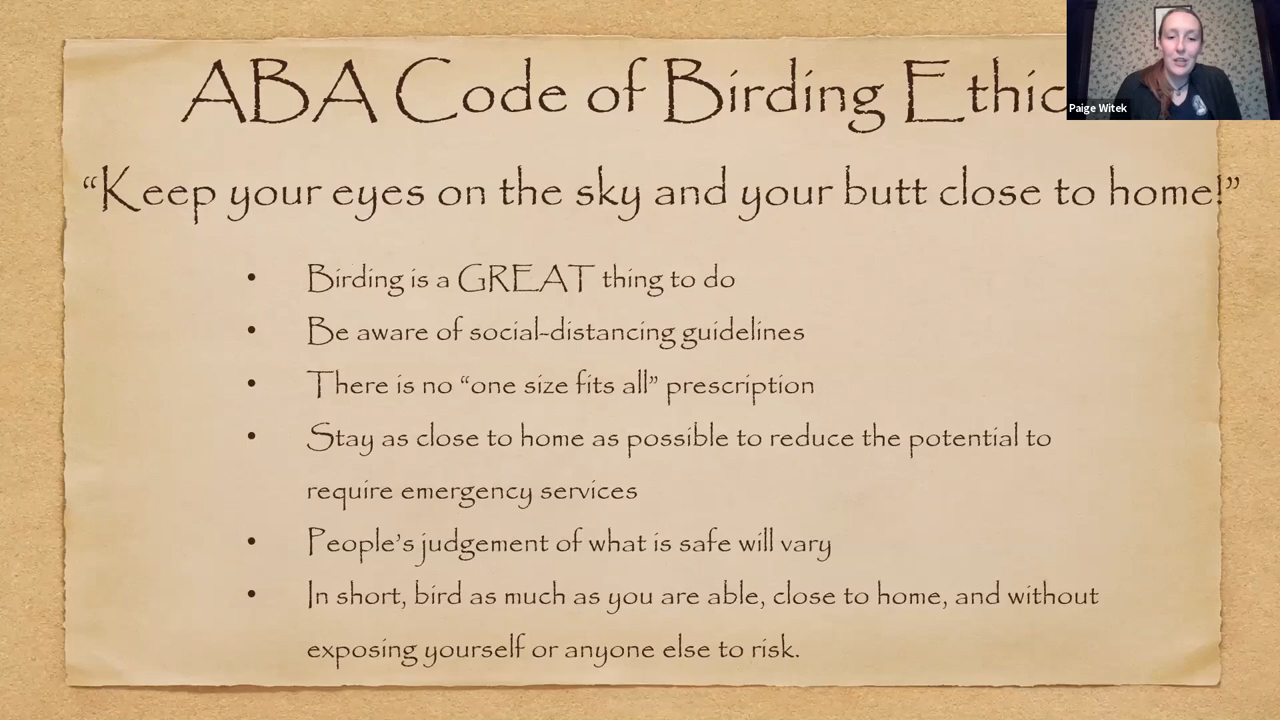 ABA Code of Birding Ethic
Paige Witek
“Keep your eyes on the sky and your butt close to home!”
• Birding is a GREAT thing to do
• Be aware of social-distancing guidelines
• There is no “one size fits all” prescription
• Stay as close to home as possible to reduce the potential to
require emergency services
• People’s judgement of what is safe will vary
• In short, bird as much as you are able, close to home, and without
exposing yourself or anyone else to risk.